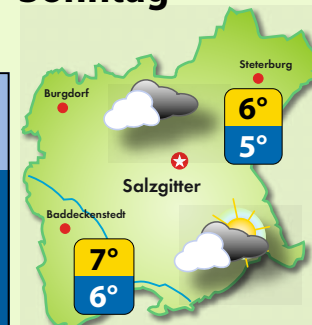 Sonntag
Steterburg
Burgdorf
6°
5°
Salzgitter
Baddeckenstedt
7°
6°